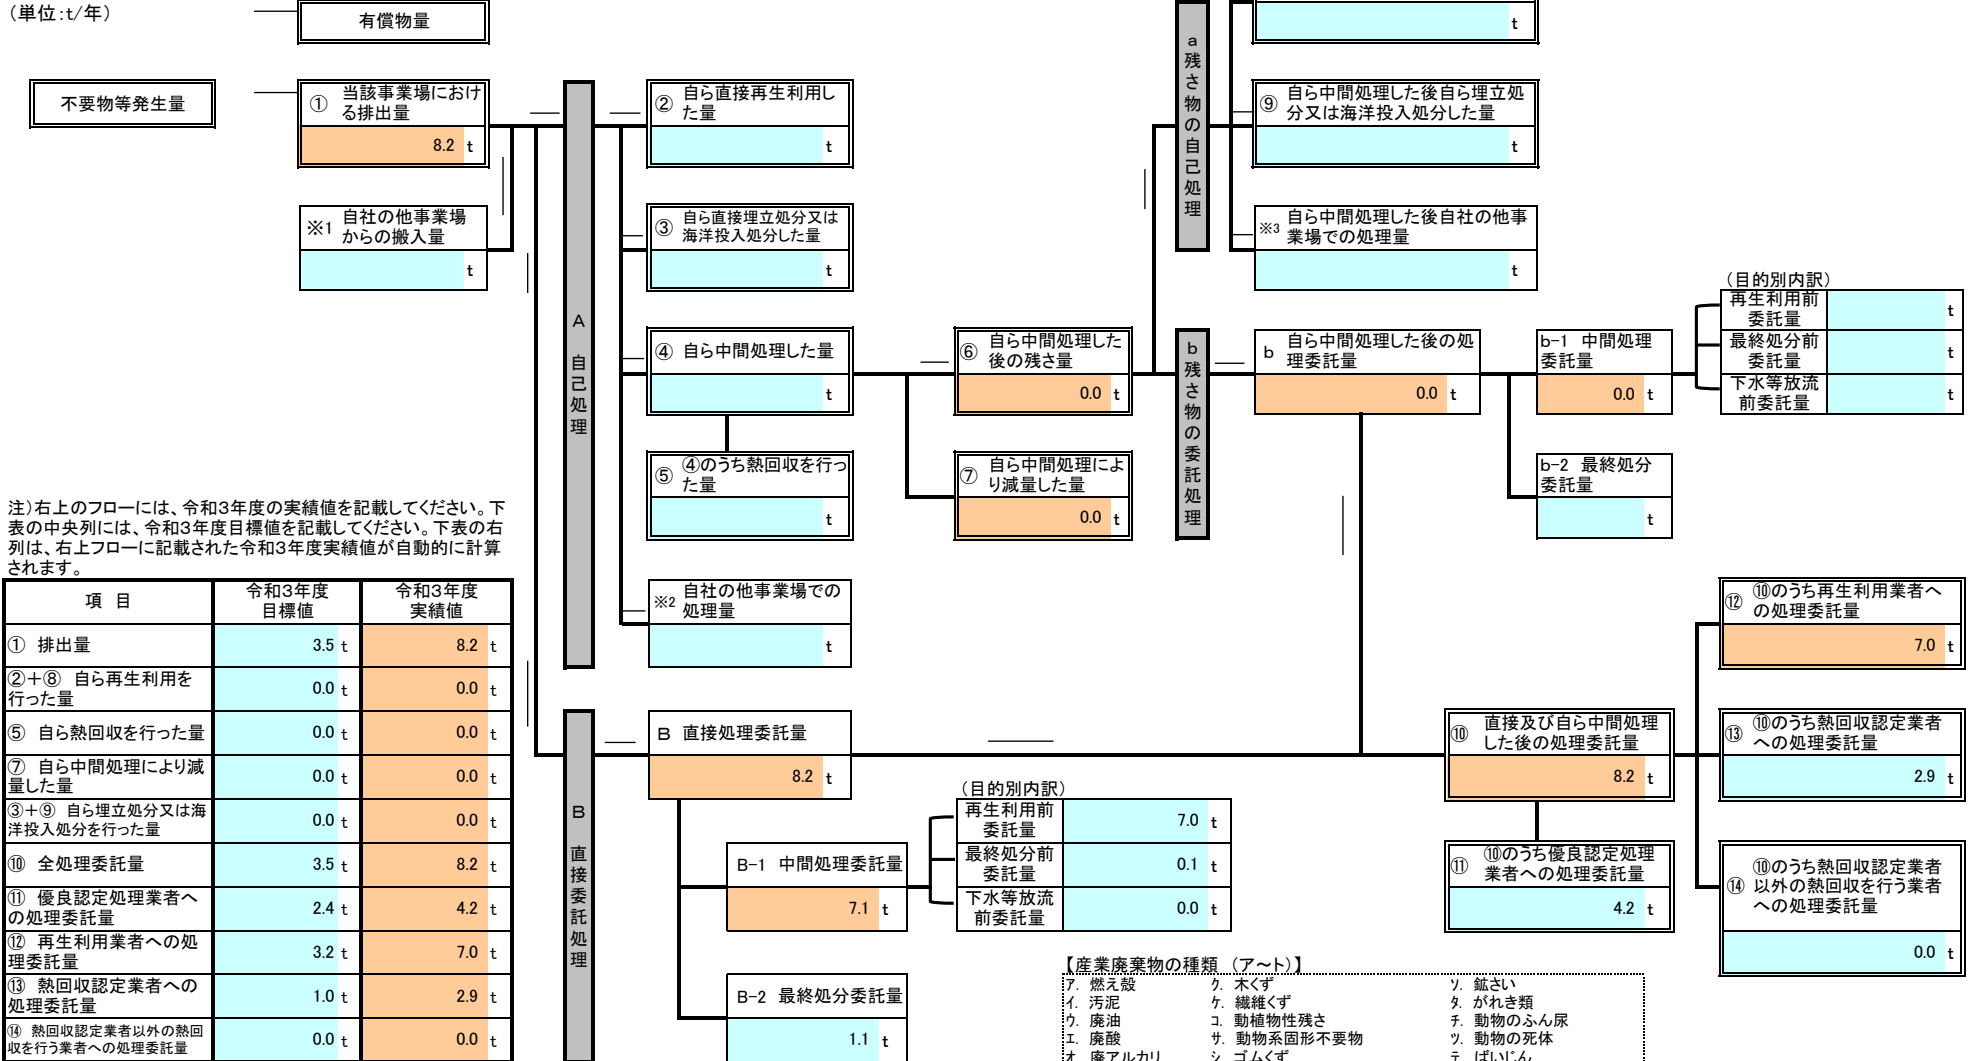 (単位:t/年)
有償物量
t
不要物等発生量
① 当該事業場におけ
る排出量
8.2 t
※1 自社の他事業場
からの搬入量
t
A 自己処理
② 自ら直接再生利用し
た量
t
③ 自ら直接埋立処分又は
海洋投入処分した量
t
④ 自ら中間処理した量
t
⑤ ④のうち熱回収を行っ
た量
t
※2 自社の他事業場での
処理量
t
⑥ 自ら中間処理した
後の残さ量
0.0 t
⑦ 自ら中間処理によ
り減量した量
0.0 t
a残さ物の自己処理
⑨ 自ら中間処理した後自ら埋立処
分又は海洋投入処分した量
t
※3 自ら中間処理した後自社の他事
業場での処理量
t
b残さ物の委託処理
b 自ら中間処理した後の処
理委託量
0.0 t
b-1 中間処理
委託量
0.0 t
b-2 最終処分
委託量
t
(目的別内訳)
再生利用前
委託量 t
最終処分前
委託量 t
下水等放流
前委託量 t
注)右上のフローには、令和3年度の実績値を記載してください。下
表の中央列には、令和3年度目標値を記載してください。下表の右
列は、右上フローに記載された令和3年度実績値が自動的に計算
されます。
項 目 令和3年度 令和3年度
目標値 実績値
① 排出量 3.5 t 8.2 t
②+⑧ 自ら再生利用を
行った量 0.0 t 0.0 t
⑤ 自ら熱回収を行った量 0.0 t 0.0 t
⑦ 自ら中間処理により減
量した量 0.0 t 0.0 t
③+⑨ 自ら埋立処分又は海
洋投入処分を行った量 0.0 t 0.0 t
⑩ 全処理委託量 3.5 t 8.2 t
⑪ 優良認定処理業者へ
の処理委託量 2.4 t 4.2 t
⑫ 再生利用業者への処
理委託量 3.2 t 7.0 t
⑬ 熱回収認定業者への
処理委託量 1.0 t 2.9 t
⑭ 熱回収認定業者以外の熱回
収を行う業者への処理委託量 0.0 t 0.0 t
B 直接委託処理
B 直接処理委託量
8.2 t
B-1 中間処理委託量
7.1 t
B-2 最終処分委託量
1.1 t
(目的別内訳)
再生利用前
委託量 7.0 t
最終処分前
委託量 0.1 t
下水等放流
前委託量 0.0 t
⑩ 直接及び自ら中間処理
した後の処理委託量
8.2 t
⑪ ⑩のうち優良認定処理
業者への処理委託量
4.2 t
⑫ ⑩のうち再生利用業者へ
の処理委託量
7.0 t
⑬ ⑩のうち熱回収認定業者
への処理委託量
2.9 t
⑭ ⑩のうち熱回収認定業者
以外の熱回収を行う業者
への処理委託量
0.0 t
【産業廃棄物の種類 (ア~ト)】
ア. 燃え殻 ク. 木くず ソ. 鉱さい
イ. 汚泥 ケ. 繊維くず タ. がれき類
ウ. 廃油 コ. 動植物性残さ チ. 動物のふん尿
エ. 廃酸 サ. 動物系固形不要物 ツ. 動物の死体
オ. 廃アルカリ シ. ゴムくず テ. ばいじん